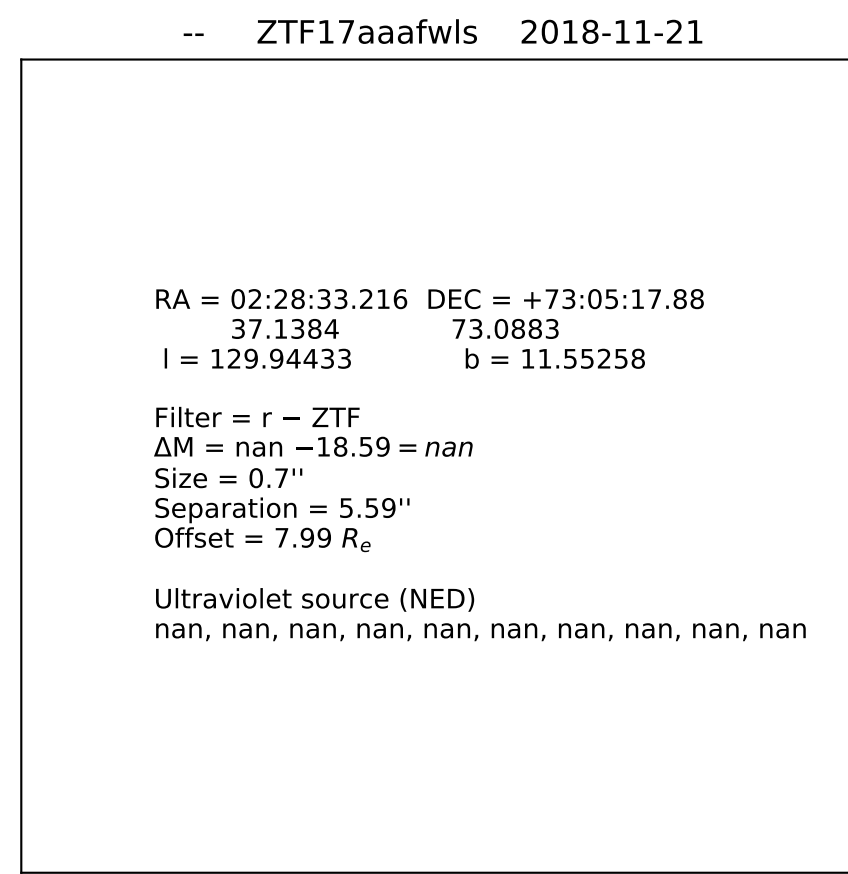 -- ZTF17aaafwls 2018-11-21
RA = 02:28:33.216 DEC = +73:05:17.88
37.1384 73.0883
l = 129.94433 b = 11.55258
Filter = r − ZTF
ΔM = nan −18.59 = nan
Size = 0.7''
Separation = 5.59''
Offset = 7.99 Re
Ultraviolet source (NED)
nan, nan, nan, nan, nan, nan, nan, nan, nan, nan